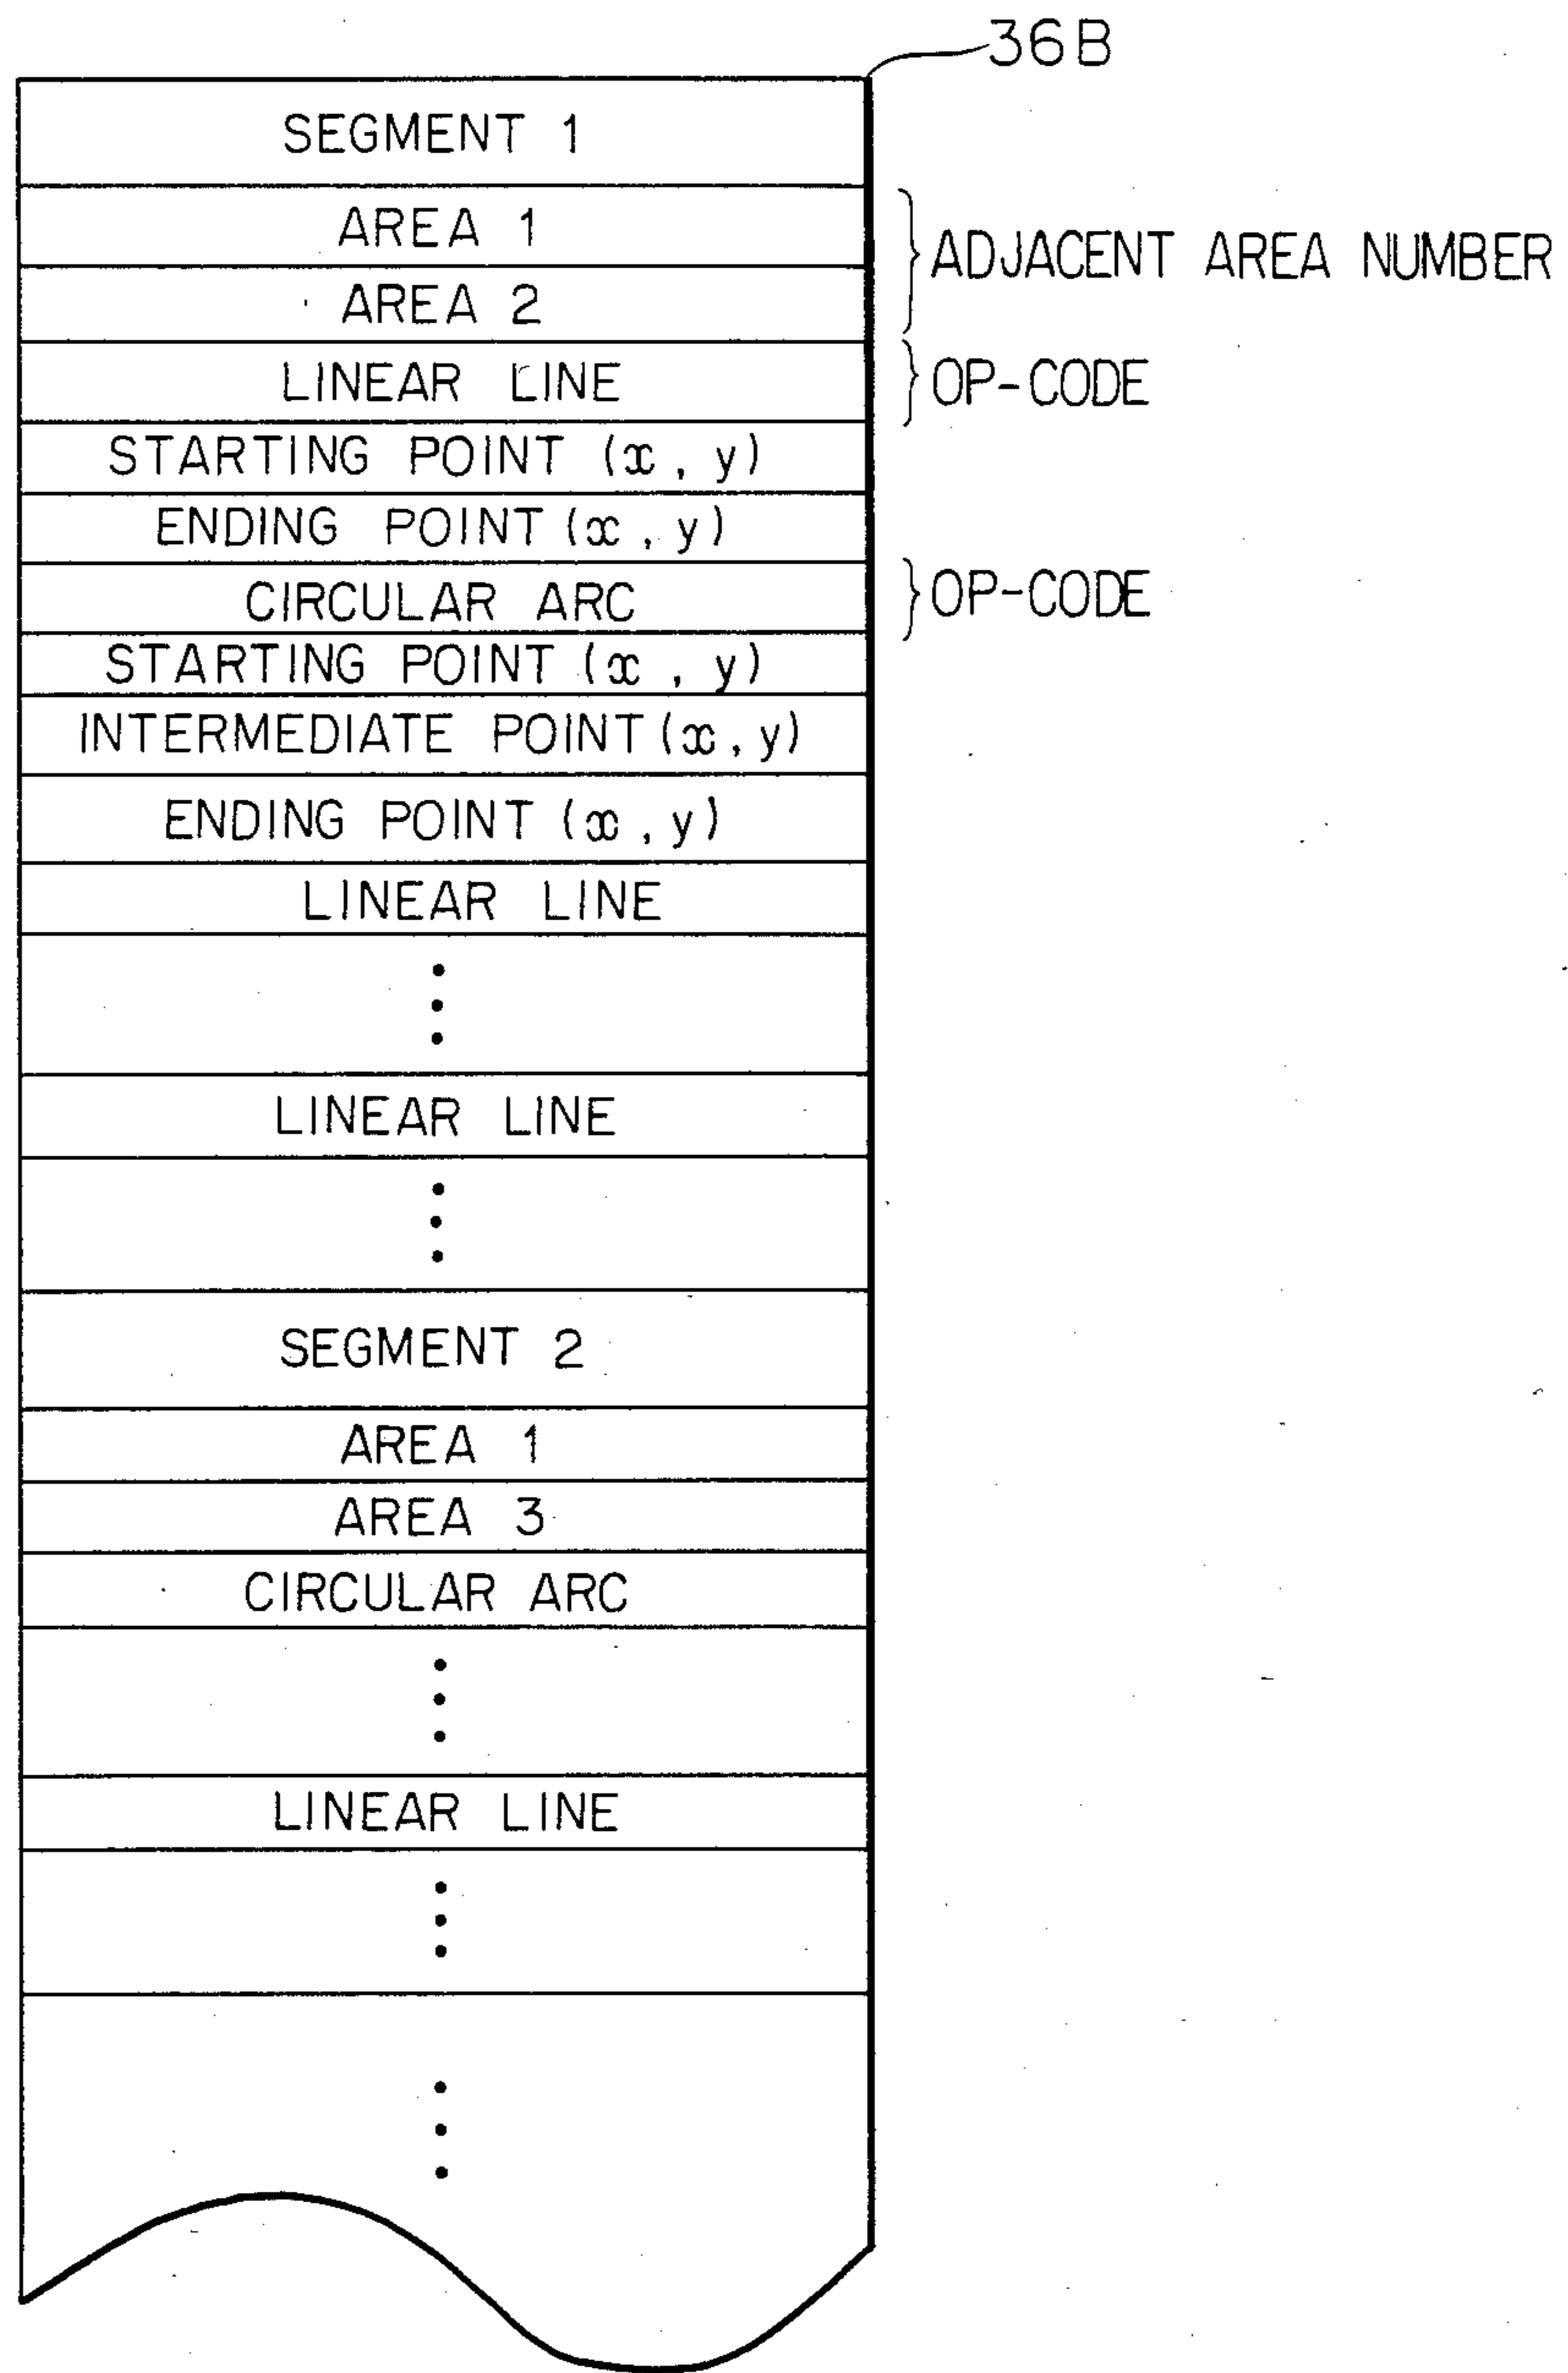 36B
SEGMENT 1
AREA 1
ADJACENT AREA NUMBER
AREA 2
LINEAR LINE
OP-CODE
STARTING POINT (x, y)
ENDING POINT (x, y)
CIRCULAR ARC
OP-CODE
STARTING POINT (x, y)
INTERMEDIATE POINT (x, y)
ENDING POINT (x, y)
LINEAR LINE
LINEAR LINE
SEGMENT 2
AREA 1
AREA 3
CIRCULAR ARC
LINEAR LINE